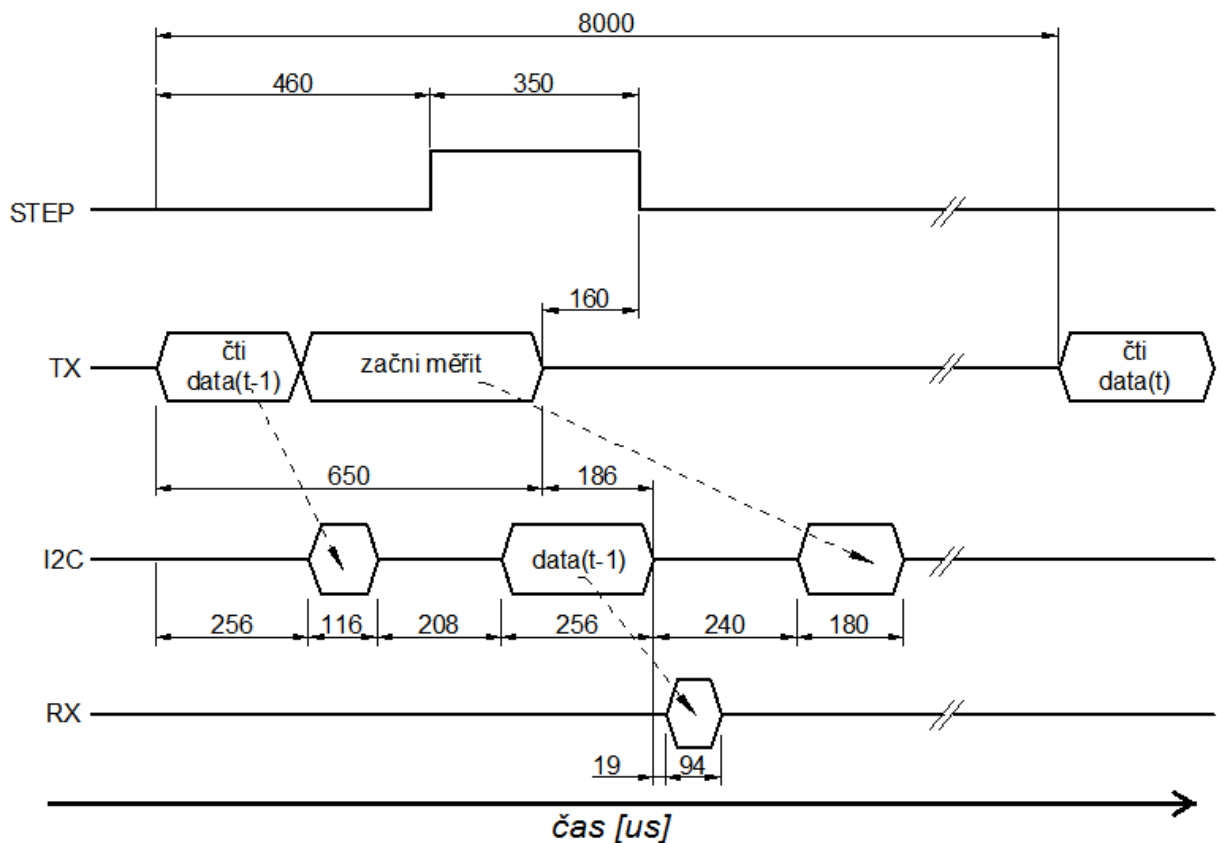 8000
460 350
STEP
160
TX
čti
data(t-1)
začni měřit
čti
data(t)
650 186
I2C
data(t-1)
256 116 208 256 240 180
RX
19 94
čas [us]